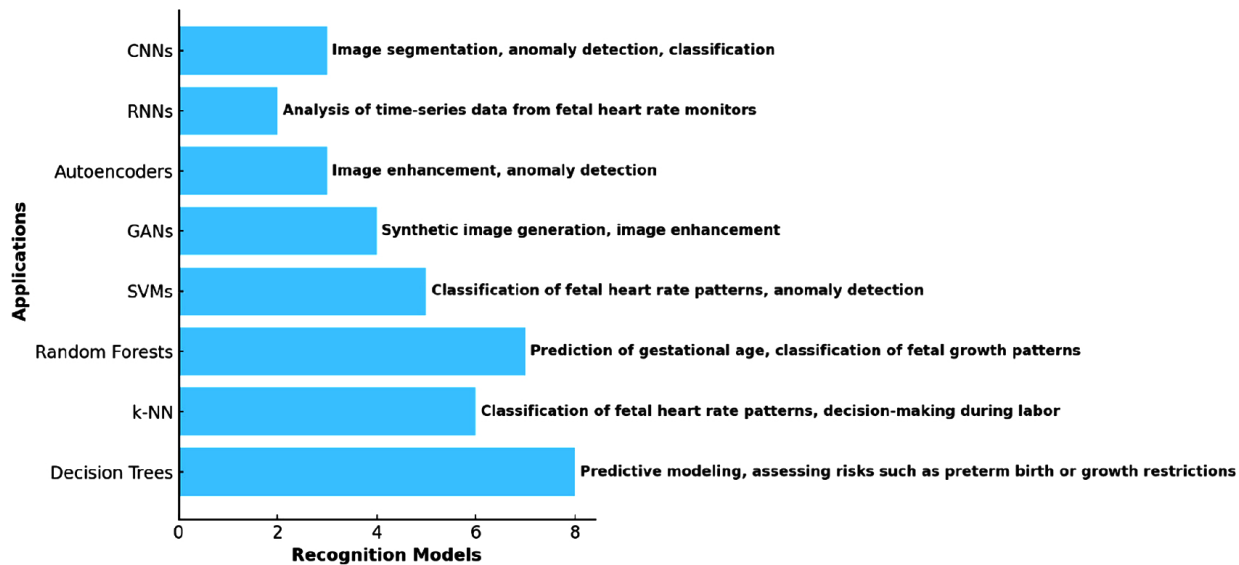 CNNs
Image segmentation, anomaly detection, classification
RNNs
Analysis of time-series data from fetal heart rate monitors
Autoencoders
Image enhancement, anomaly detection
GANs
Synthetic image generation, image enhancement
SVMs
Classification of fetal heart rate patterns, anomaly detection
Random Forests
Prediction of gestational age, classification of fetal growth patterns
k-NN
Classification of fetal heart rate patterns, decision-making during labor
Decision Trees
Predictive modeling, assessing risks such as preterm birth or growth restrictions
Applications
0 2 4 6 8
Recognition Models